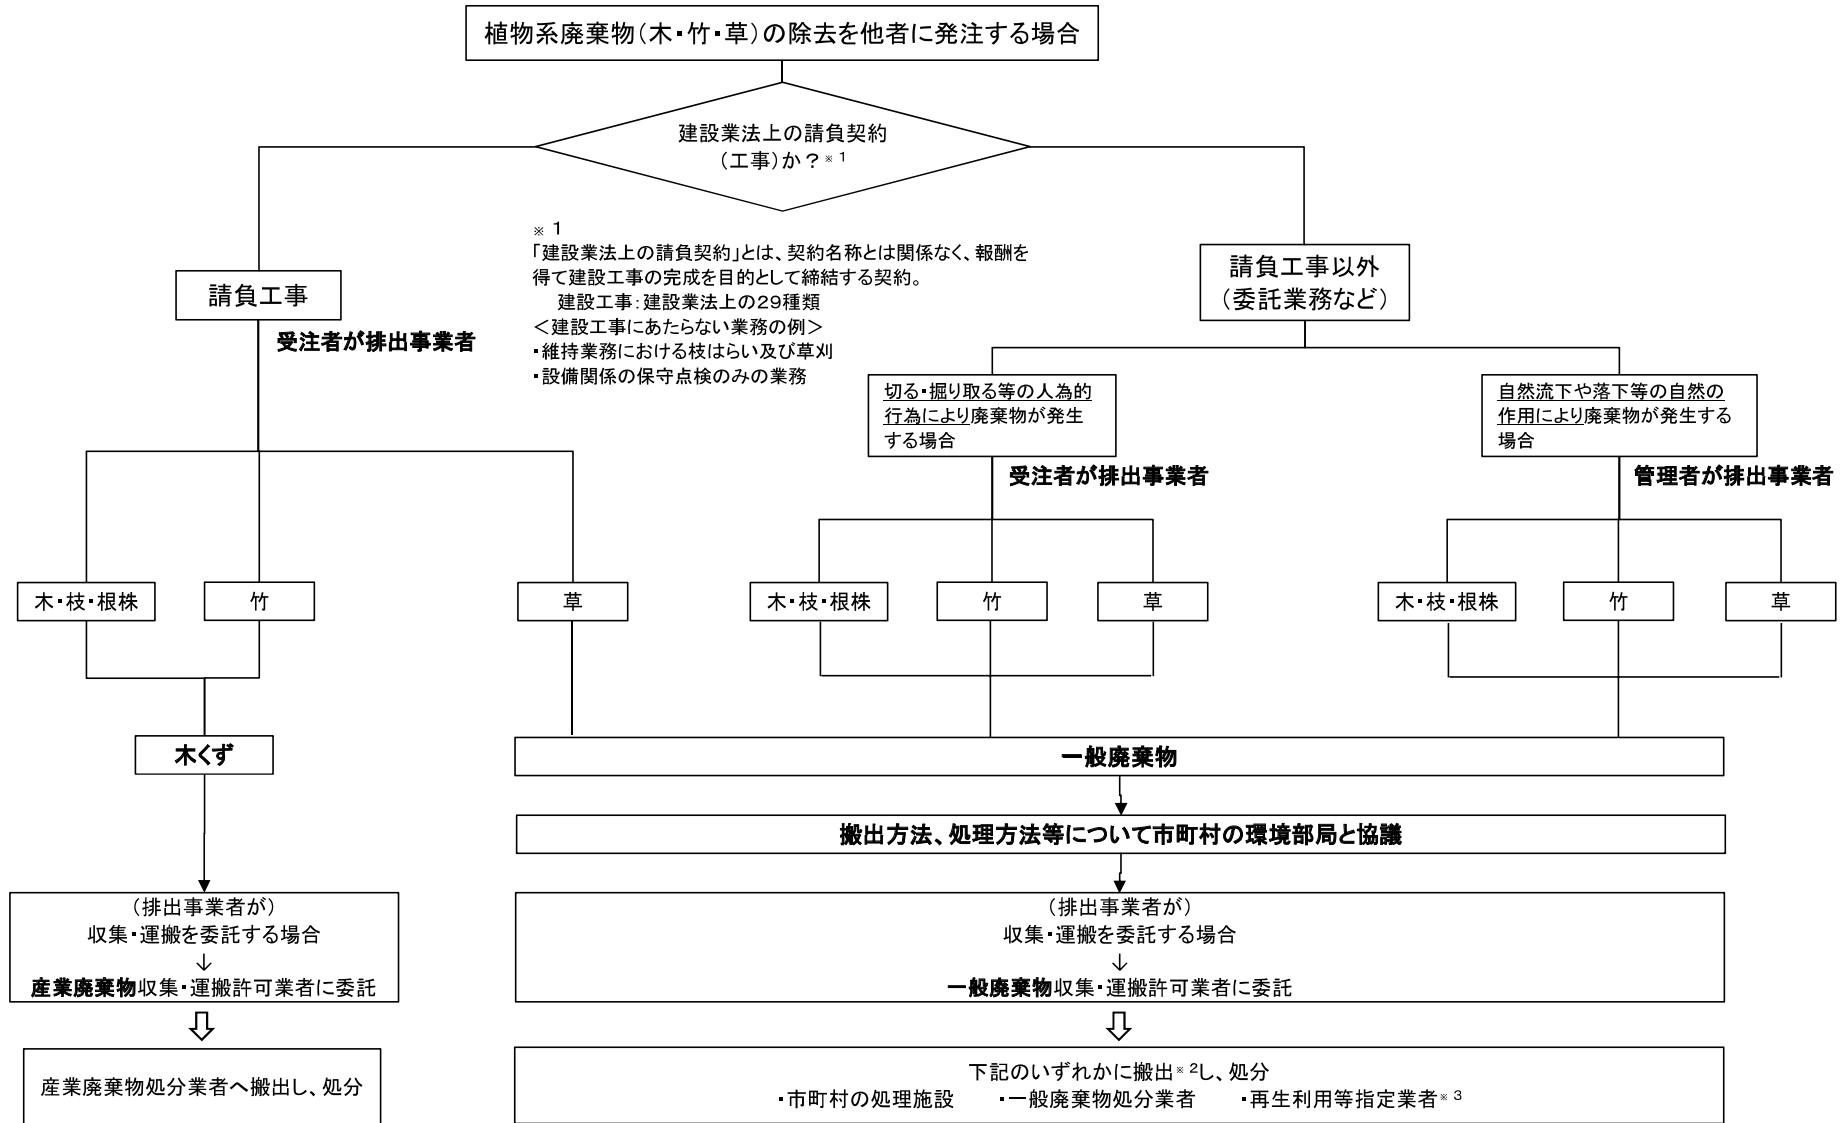 植物系廃棄物（木・竹・草）の除去を他者に発注する場合
建設業法上の請負契約
（工事）か？※１
※１
「建設業法上の請負契約」とは、契約名称とは関係なく、報酬を
得て建設工事の完成を目的として締結する契約。
建設工事：建設業法上の29種類
＜建設工事にあたらない業務の例＞
・維持業務における枝はらい及び草刈
・設備関係の保守点検のみの業務
請負工事
受注者が排出事業者
請負工事以外
（委託業務など）
切る・掘り取る等の人為的
行為により廃棄物が発生
する場合
受注者が排出事業者
自然流下や落下等の自然の
作用により廃棄物が発生する
場合
管理者が排出事業者
木・枝・根株
竹
草
木・枝・根株
竹
草
木・枝・根株
竹
草
木くず
一般廃棄物
搬出方法、処理方法等について市町村の環境部局と協議
（排出事業者が）
収集・運搬を委託する場合
↓
産業廃棄物収集・運搬許可業者に委託
（排出事業者が）
収集・運搬を委託する場合
↓
一般廃棄物収集・運搬許可業者に委託
産業廃棄物処分業者へ搬出し、処分
下記のいずれかに搬出※２し、処分
・市町村の処理施設　・一般廃棄物処分業者　・再生利用等指定業者※３